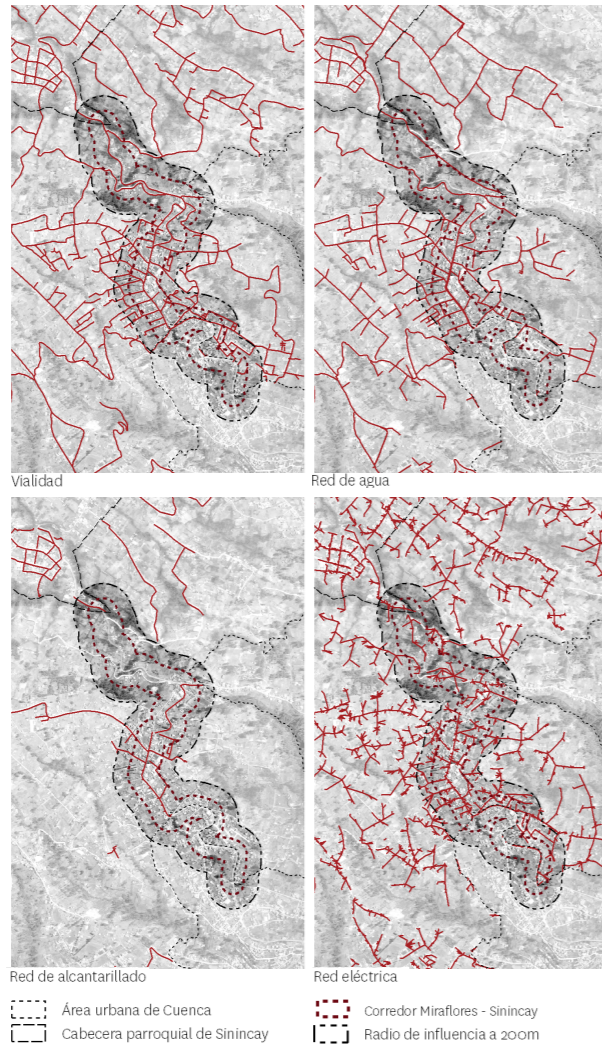 Vialidad
Red de agua
Red de alcantarillado
Red eléctrica
Área urbana de Cuenca
Corredor Miraflores - Sinincay
Cabecera parroquial de Sinincay
Radio de influencia a 200m